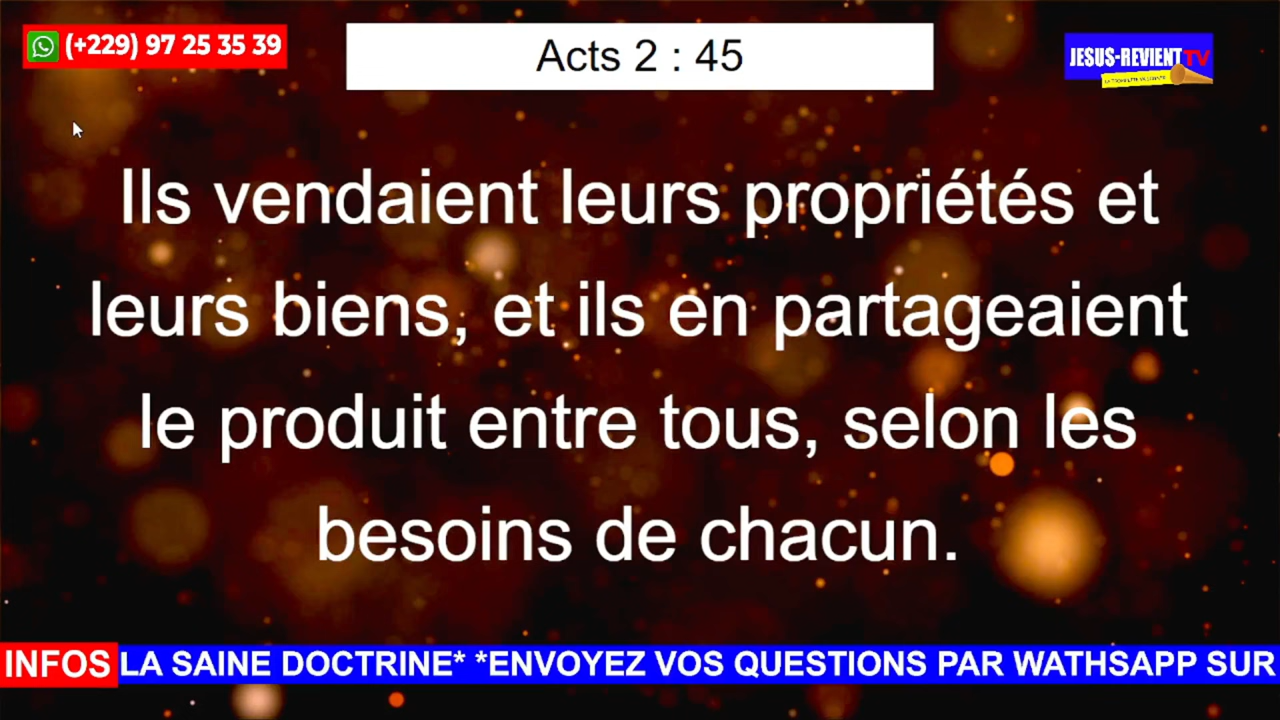 (+229) 97 25 35 39
Acts 2 : 45
JESUS-REVIENT TV
Ils vendaient leurs propriétés et
leurs biens, et ils en partageaient
le produit entre tous, selon les
besoins de chacun.
INFOS
LA SAINE DOCTRINE* *ENVOYEZ VOS QUESTIONS PAR WATHSAPP SUR